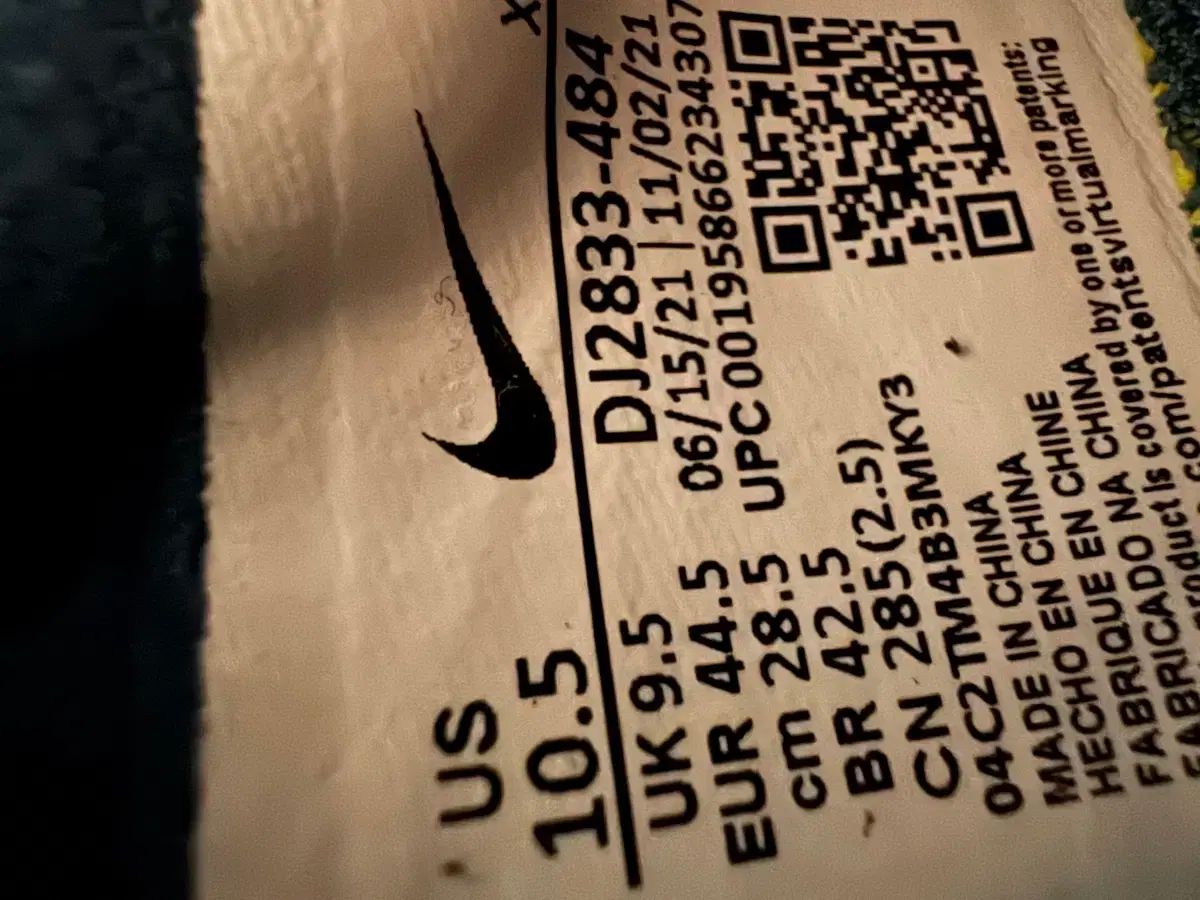 X
US
10.5
UK 9.5 DJ2833-484
EUR 44.5 06/15/21 | 11/02/21
cm 28.5 UPC 00195866234307
BR 42.5
CN 285(2.5)
04C2TM4B3MKY3
MADE IN CHINA
HECHO EN CHINE
HERIQUE EN CHINA
FABRICADO NA CHINA
product is covered by one or more patents:
com/patentsvirtualmarking